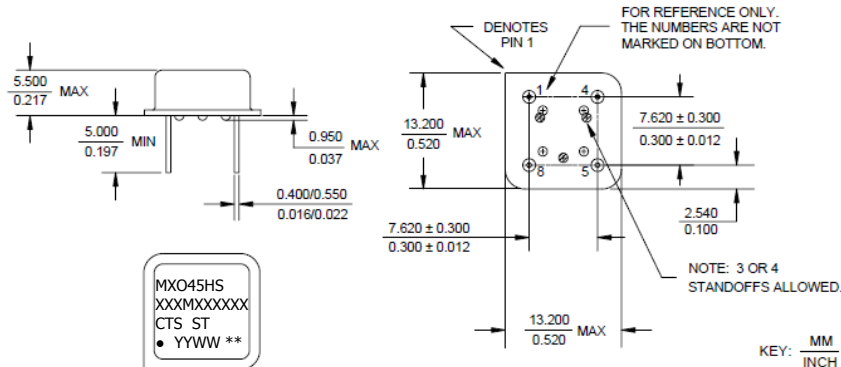 FOR REFERENCE ONLY.
THE NUMBERS ARE NOT
MARKED ON BOTTOM.
DENOTES
PIN 1
5.500
0.217
MAX
5.000
0.197
MIN
0.950
0.037
MAX
0.400/0.550
0.016/0.022
13.200
0.520
MAX
1
4
8
5
7.620 ± 0.300
0.300 ± 0.012
2.540
0.100
7.620 ± 0.300
0.300 ± 0.012
NOTE: 3 OR 4
STANDOFFS ALLOWED.
13.200
0.520
MAX
MXO45HS
XXXMXXXXXX
CTS ST
• YYWW **
KEY:
MM
INCH